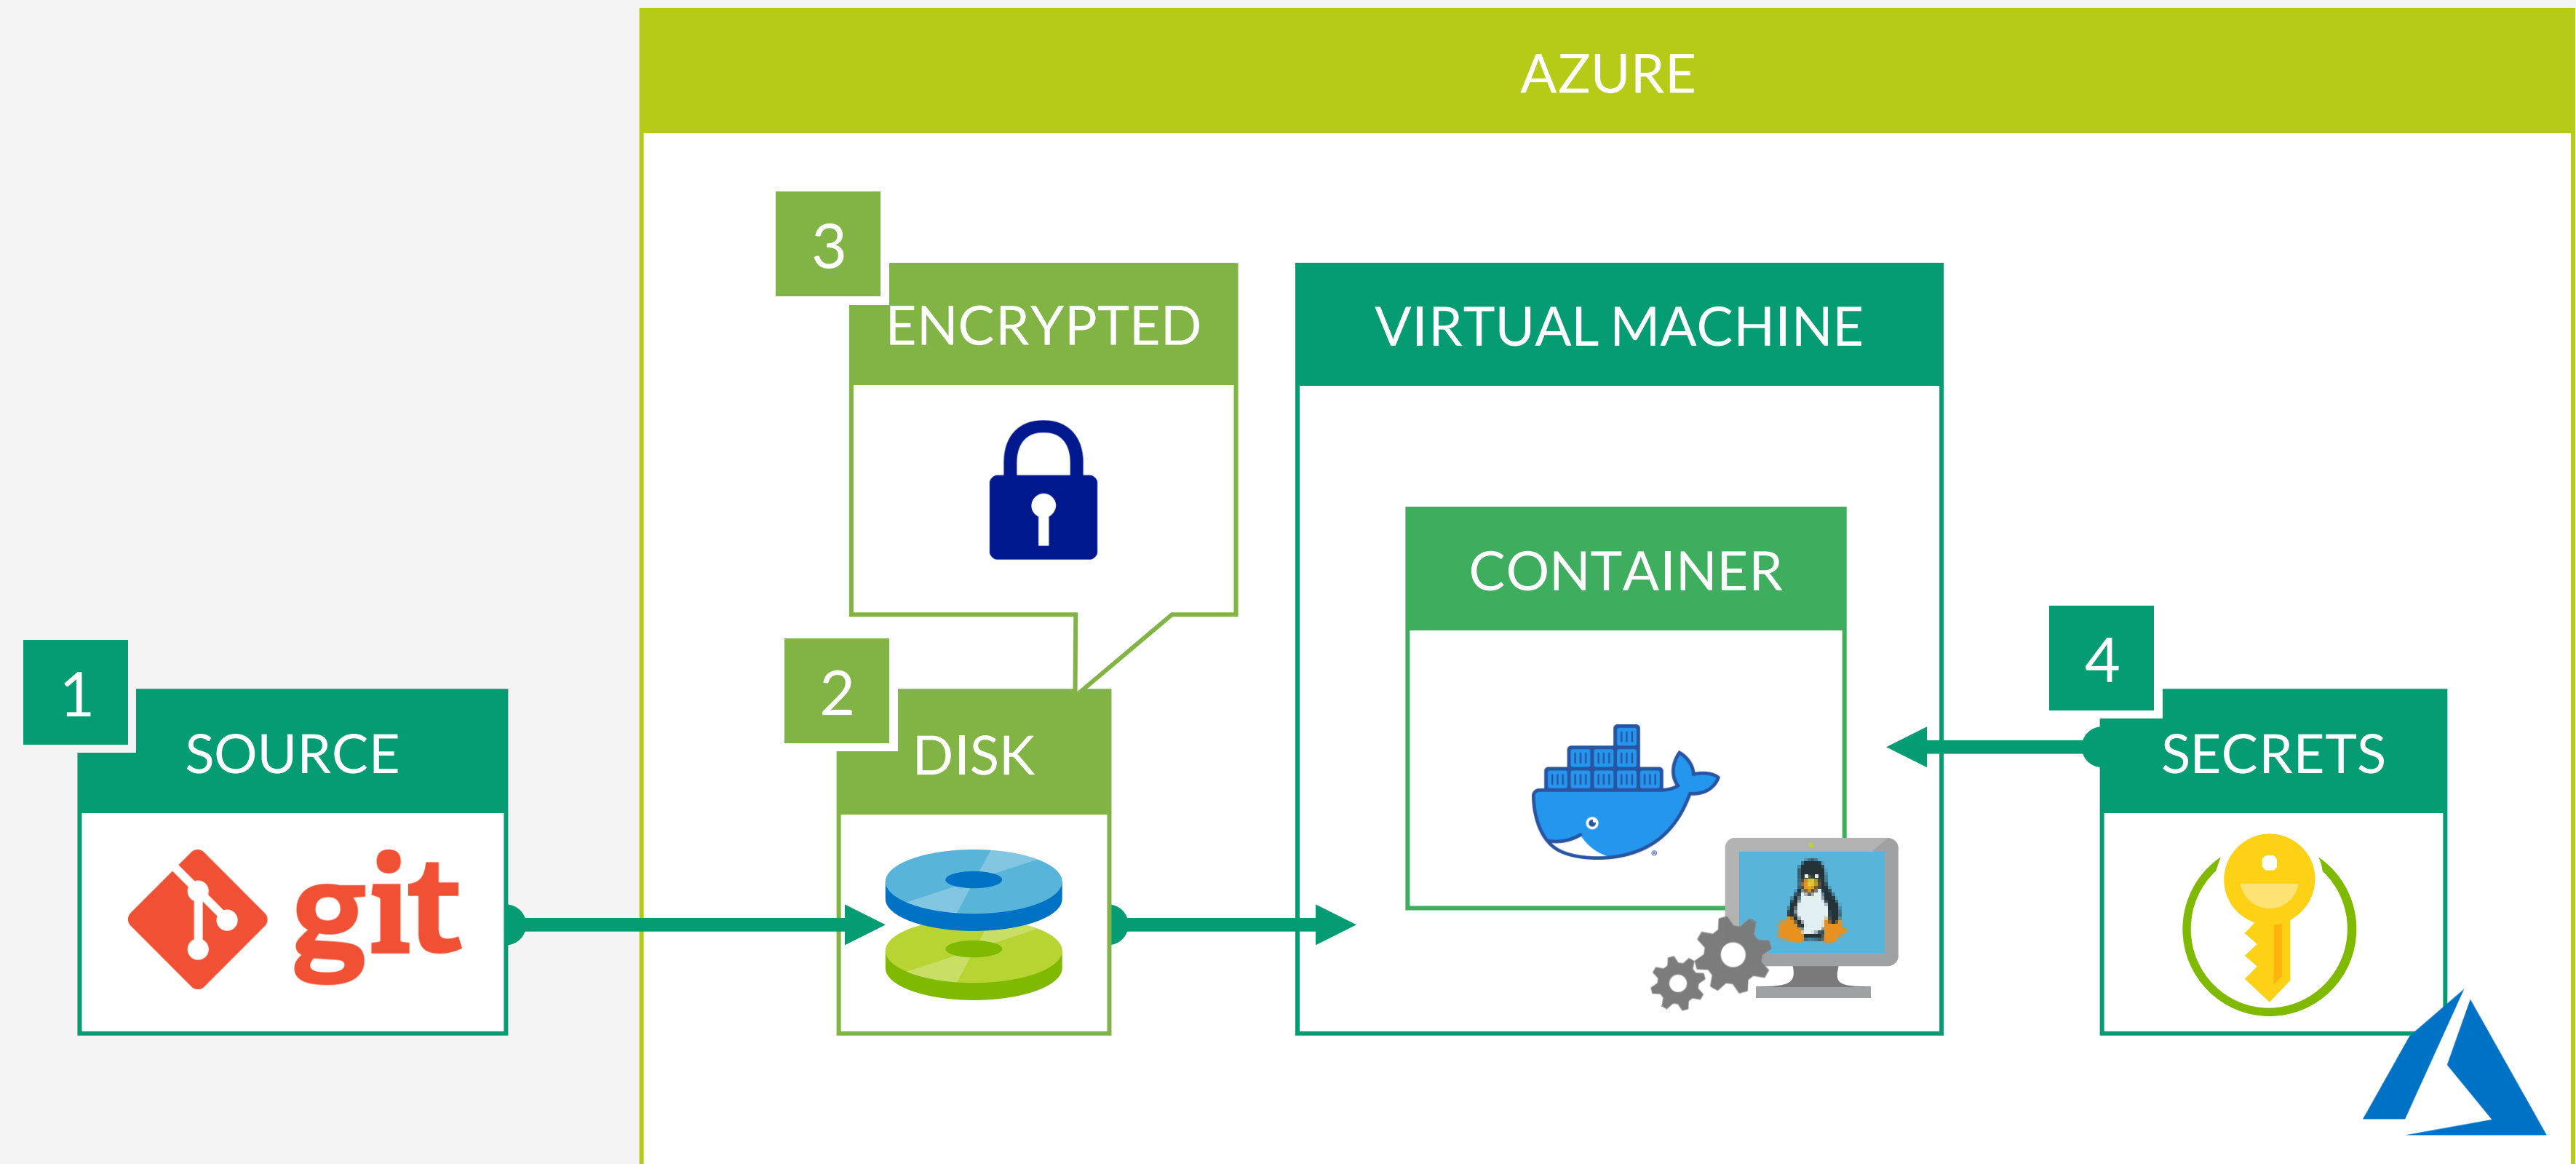 AZURE
3
ENCRYPTED
VIRTUAL MACHINE
CONTAINER
1
SOURCE
git
2
DISK
4
SECRETS